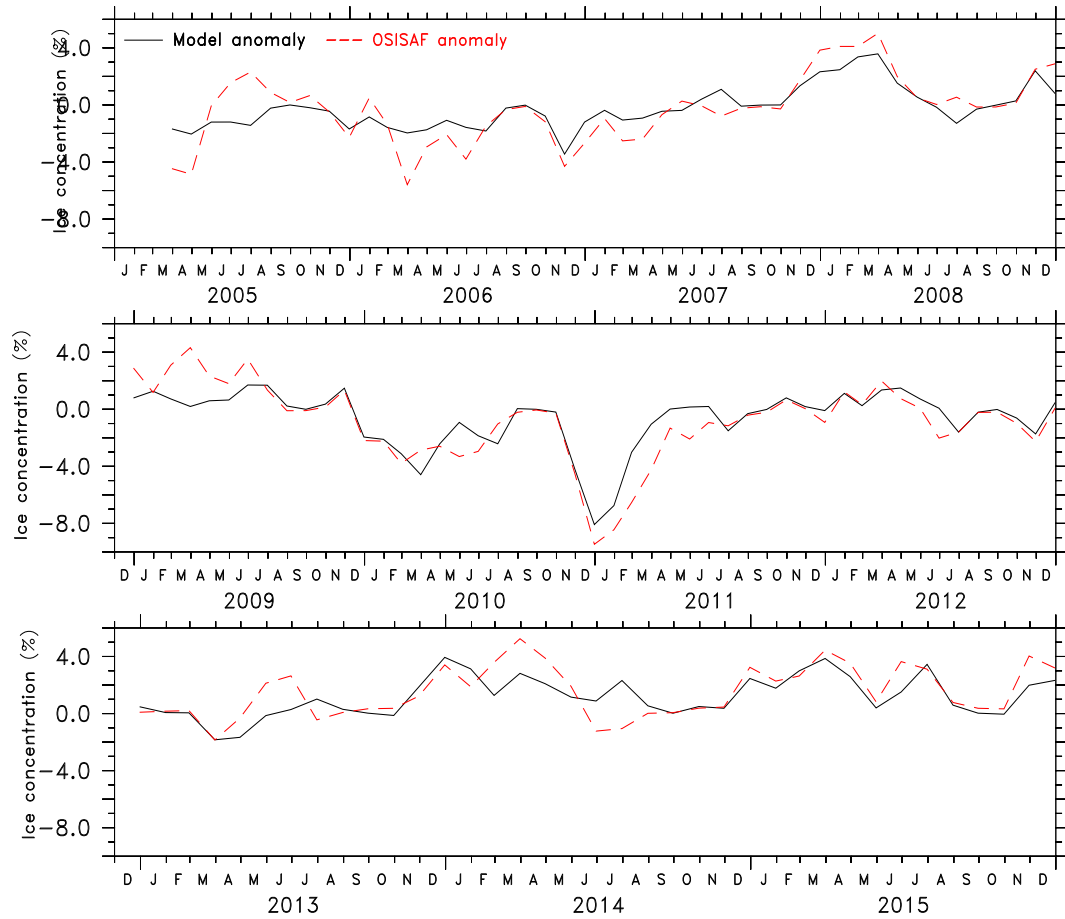 Model anomaly OSISAF anomaly
Ice concentration (%)
4.0
0.0
-4.0
-8.0
J F M A M J J A S O N D J F M A M J J A S O N D J F M A M J J A S O N D J F M A M J J A S O N D
2005 2006 2007 2008
Ice concentration (%)
4.0
0.0
-4.0
-8.0
D J F M A M J J A S O N D J F M A M J J A S O N D J F M A M J J A S O N D J F M A M J J A S O N D
2009 2010 2011 2012
Ice concentration (%)
4.0
0.0
-4.0
-8.0
D J F M A M J J A S O N D J F M A M J J A S O N D J F M A M J J A S O N D
2013 2014 2015